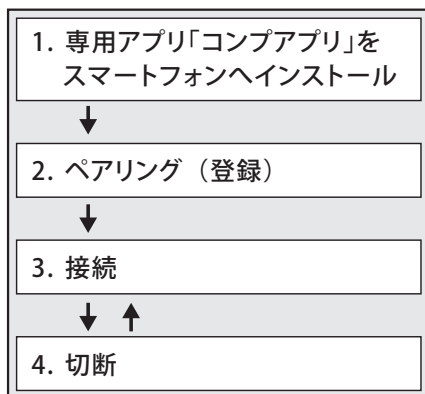 1. 専用アプリ「コンプアプリ」を
スマートフォンへインストール
2. ペアリング（登録）
3. 接続
4. 切断